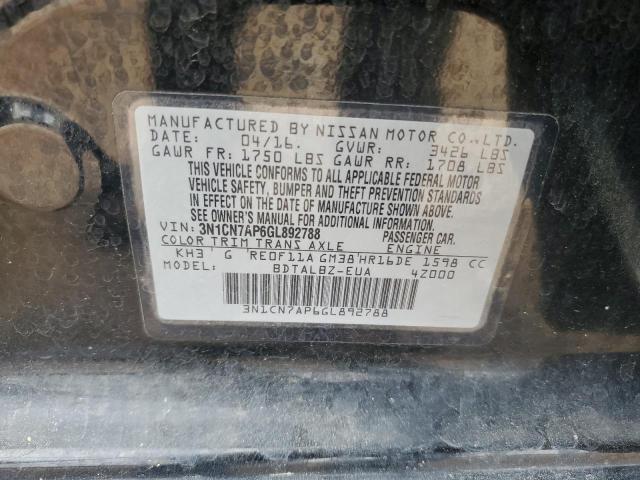 MANUFACTURED BY NISSAN MOTOR CO.,LTD.
DATE: 04/16. GVWR: 3426 LBS
GAWR FR: 1750 LBS GAWR RR: 1708 LBS
THIS VEHICLE CONFORMS TO ALL APPLICABLE FEDERAL MOTOR
VEHICLE SAFETY, BUMPER AND THEFT PREVENTION STANDARDS
IN EFFECT ON THE DATE OF MANUFACTURE SHOWN ABOVE.
SEE OWNER'S MANUAL FOR ADDITIONAL INFORMATION.
VIN: 3N1CN7AP6GL892788 PASSENGER CAR.
COLOR TRIM TRANS AXLE ENGINE
KH3 G RE0F11A GM38 HR16DE 1598 CC
MODEL: BDTALBZ-EUA 4Z000
3N1CN7AP6GL892788